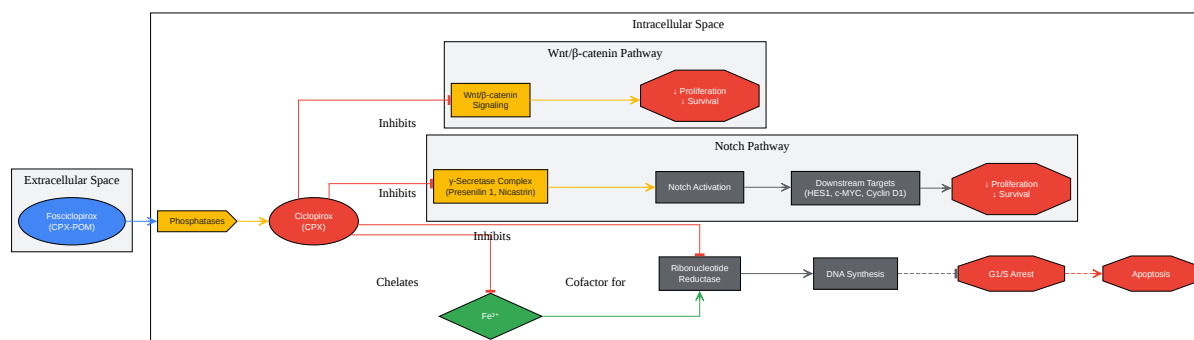 Intracellular Space
Wnt/β-catenin Pathway
Wnt/β-catenin
Signaling
↓ Proliferation
↓ Survival
Inhibits
Notch Pathway
Extracellular Space
Fosciclopirox
(CPX-POM)
Phosphatases
Ciclopirox
(CPX)
Inhibits
γ-Secretase Complex
(Presenilin 1, Nicastrin)
Notch Activation
Downstream Targets
(HES1, c-MYC, Cyclin D1)
↓ Proliferation
↓ Survival
Inhibits
Chelates
Cofactor for
Ribonucleotide
Reductase
DNA Synthesis
G1/S Arrest
Apoptosis
Fe³⁺